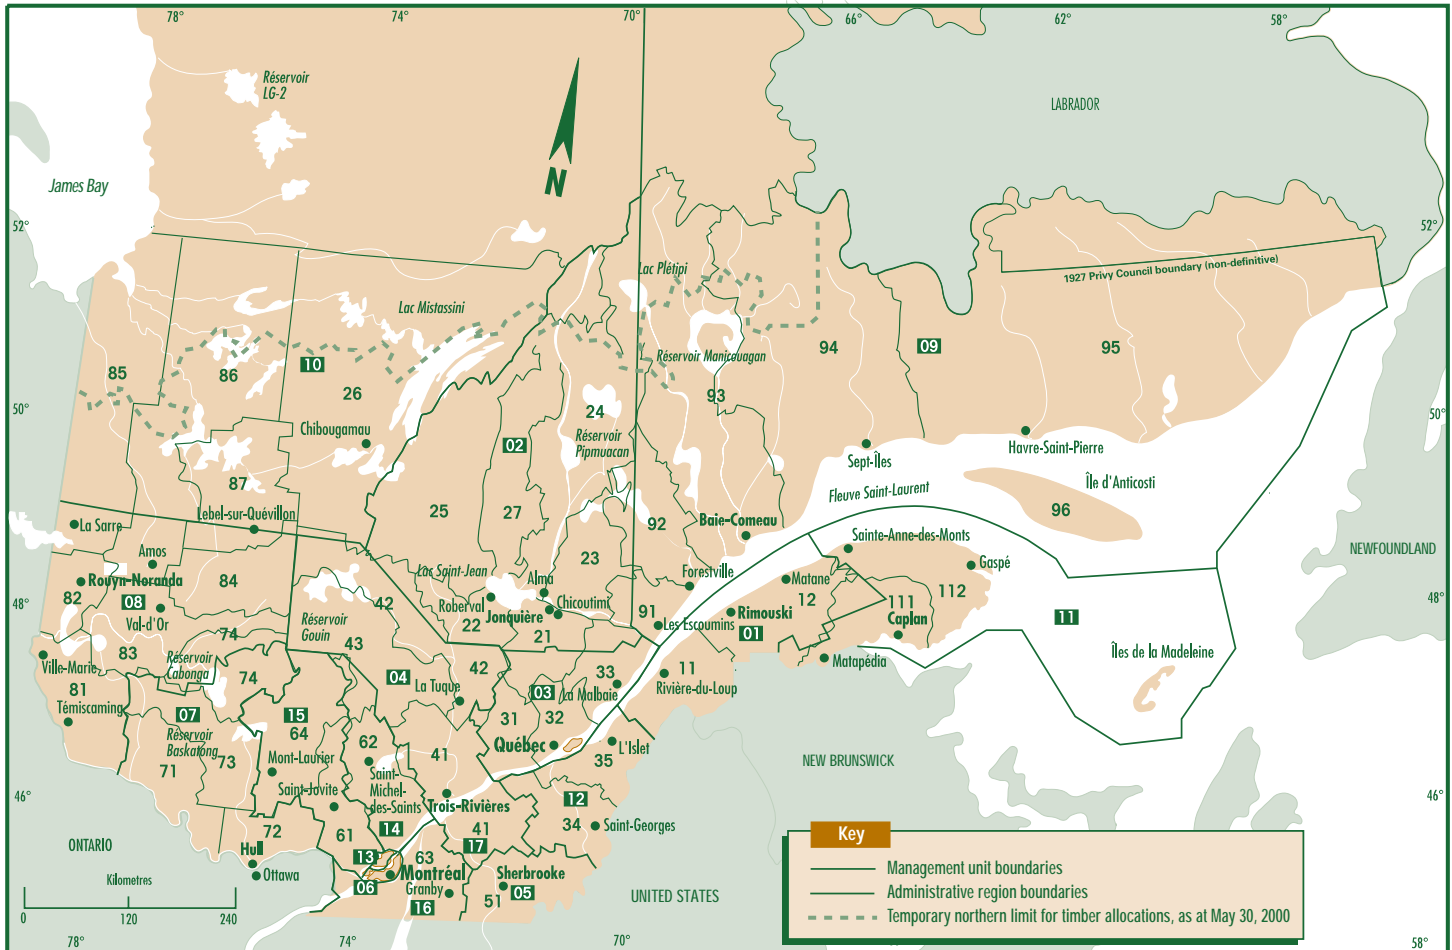 78°
74°
70°
66°
62°
58°
Réservoir
LG-2
LABRADOR
James Bay
N
52°
52°
Lac Plétipi
1927 Privy Council boundary (non-definitive)
Lac Mistassini
85
86
10
26
Réservoir Manicouagan
94
09
95
93
50°
50°
24
Chibougamau
02
Réservoir
Pipmuacan
Sept-Îles
Havre-Saint-Pierre
87
Île d'Anticosti
Fleuve Saint-Laurent
96
La Sarre
Lebel-sur-Quévillon
25
27
92
Baie-Comeau
Sainte-Anne-des-Monts
Amos
23
NEWFOUNDLAND
Gaspé
Rouyn-Noranda
84
Lac Saint-Jean
Alma
Forestville
Matane
82
08
42
Roberval
Chicoutimi
12
111
112
48°
48°
Val-d'Or
Réservoir
Gouin
Jonquière
91
Rimouski
Caplan
11
74
43
22
21
Les Escoumins
01
83
Réservoir
Cabonga
Ville-Marie
74
42
33
11
Matapédia
Îles de la Madeleine
81
04
La Tuque
03
La Malbaie
Rivière-du-Loup
Témiscaming
07
15
31
32
Réservoir
Baskatong
64
62
Québec
L'Islet
71
73
Mont-Laurier
41
35
NEW BRUNSWICK
Saint-Jovite
Saint-
Michel-
des-Saints
Trois-Rivières
12
46°
46°
72
61
14
41
34
Saint-Georges
ONTARIO
Hull
13
63
17
Ottawa
06
Montréal
Sherbrooke
Granby
16
51
05
UNITED STATES
Kilometres
0
120
240
Key
Management unit boundaries
Administrative region boundaries
Temporary northern limit for timber allocations, as at May 30, 2000
78°
74°
70°
58°